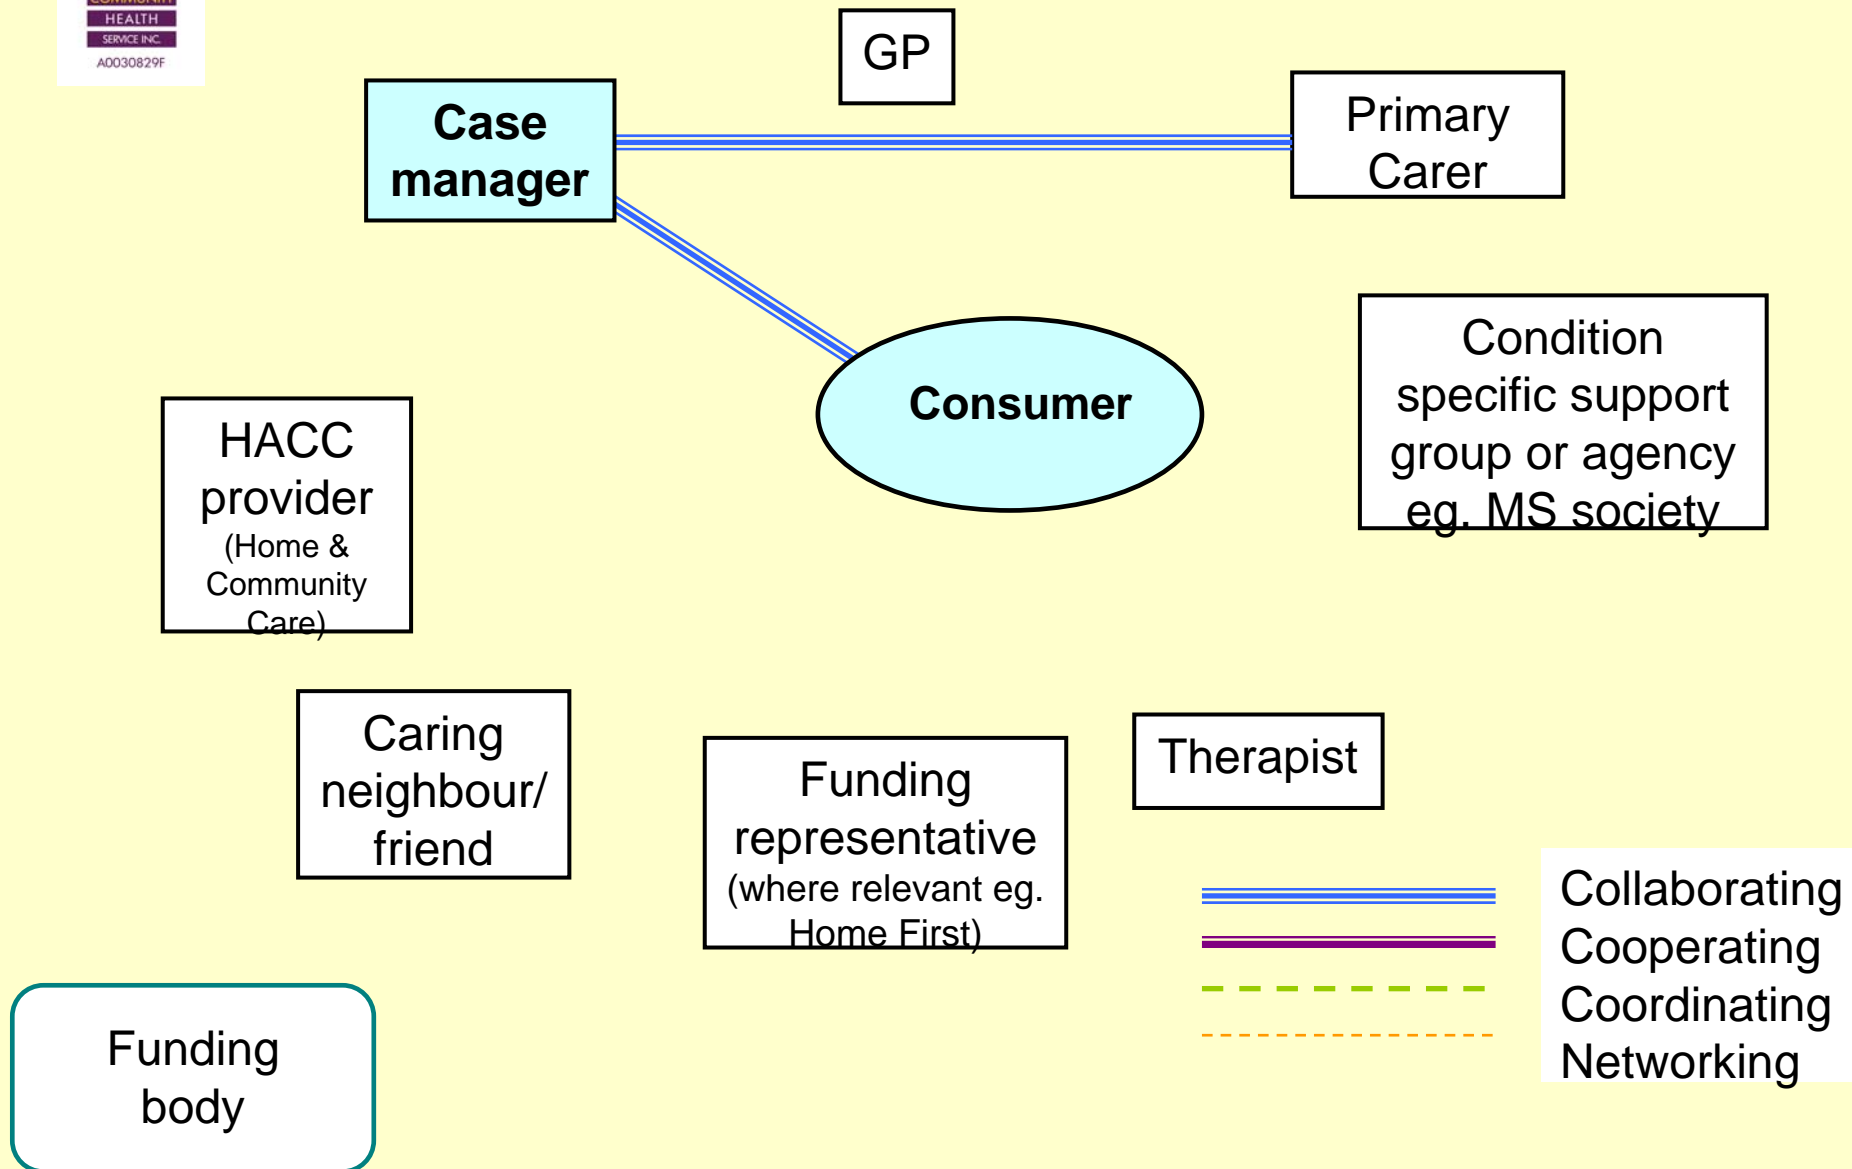 COMMUNITY
HEALTH
SERVICE INC.
A0030829F
GP
Case
manager
Primary
Carer
Consumer
Condition
specific support
group or agency
eg. MS society
HACC
provider
(Home &
Community
Care)
Caring
neighbour/
friend
Funding
representative
(where relevant eg.
Home First)
Therapist
Collaborating
Cooperating
Coordinating
Networking
Funding
body